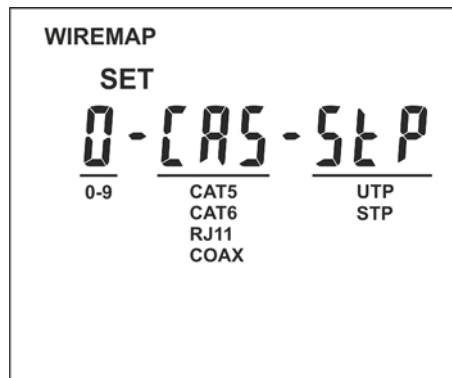 WIREMAP
SET
0-CA5-StP
0-9 CAT5 UTP
CAT6 STP
RJ11
COAX